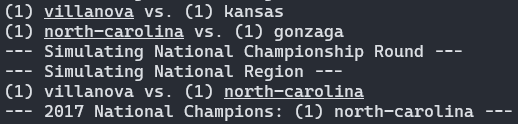 (1) villanova vs. (1) kansas
(1) north-carolina vs. (1) gonzaga
--- Simulating National Championship Round ---
--- Simulating National Region ---
(1) villanova vs. (1) north-carolina
--- 2017 National Champions: (1) north-carolina ---